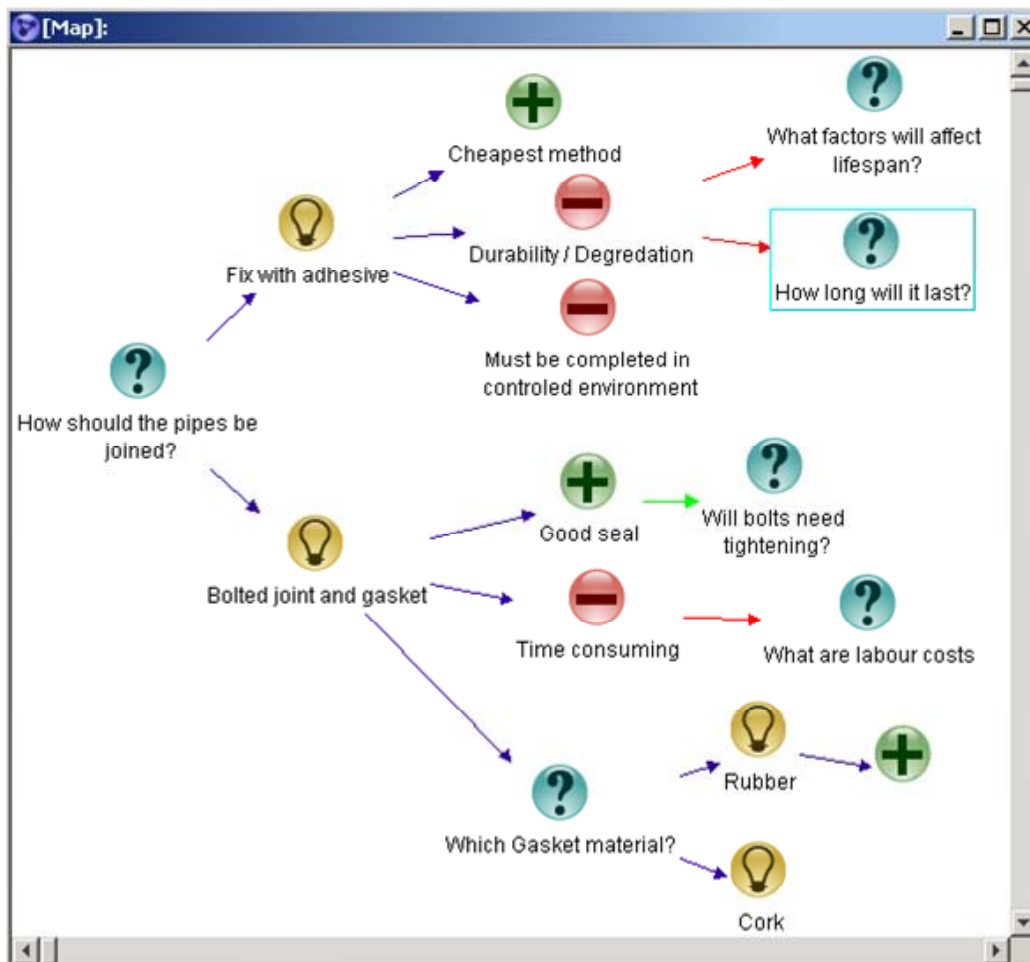 [Map]:
Cheapest method
What factors will affect
lifespan?
Fix with adhesive
Durability / Degredation
How long will it last?
Must be completed in
controled environment
How should the pipes be
joined?
Good seal
Will bolts need
tightening?
Bolted joint and gasket
Time consuming
What are labour costs
Rubber
Which Gasket material?
Cork